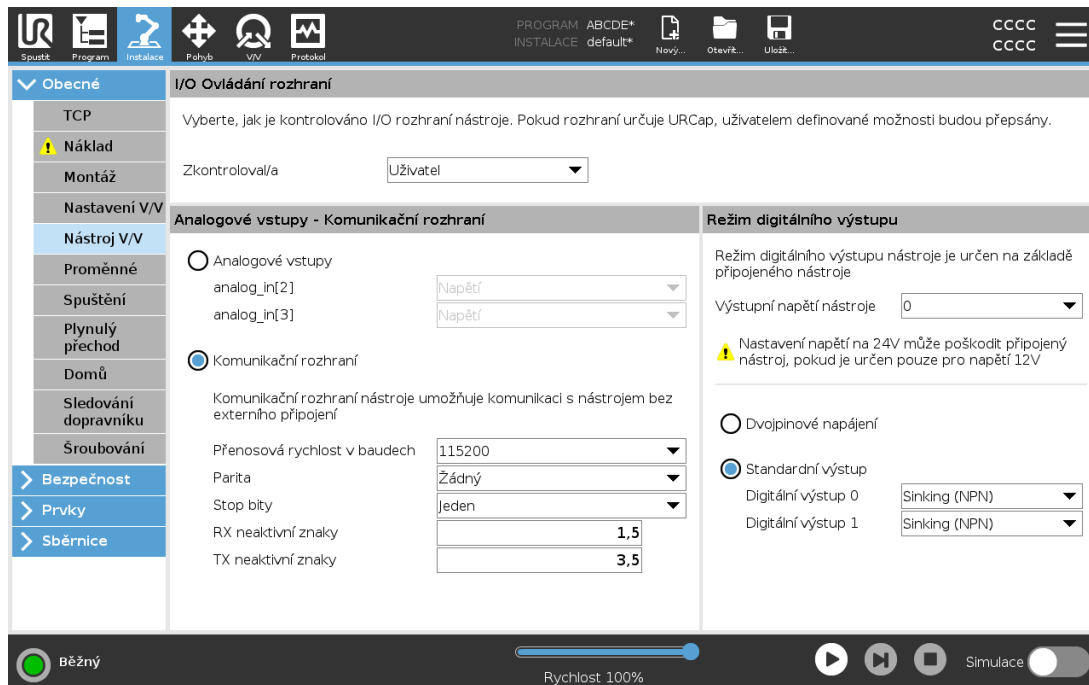 UR
Spustit
Program
Instalace
Pohyb
V/V
Protokol
PROGRAM ABCDE*
INSTALACE default*
Nový...
Otevřít...
Uložit...
CCCC
CCCC
Obecné
TCP
Náklad
Montáž
Nastavení V/V
Nástroj V/V
Proměnné
Spuštění
Plynulý
přechod
Domů
Sledování
dopravníku
Šroubování
Bezpečnost
Prvky
Sběrnice
I/O Ovládání rozhraní
Vyberte, jak je kontrolováno I/O rozhraní nástroje. Pokud rozhraní určuje URCap, uživatelem definované možnosti budou přepsány.
Zkontroloval/a Uživatel
Analogové vstupy - Komunikační rozhraní
Analogové vstupy
analog_in[2] Napětí
analog_in[3] Napětí
Komunikační rozhraní
Komunikační rozhraní nástroje umožňuje komunikaci s nástrojem bez
externího připojení
Přenosová rychlost v baudech 115200
Parita Žádný
Stop bity Jeden
RX neaktivní znaky 1,5
TX neaktivní znaky 3,5
Režim digitálního výstupu
Režim digitálního výstupu nástroje je určen na základě
připojeného nástroje
Výstupní napětí nástroje 0
Nastavení napětí na 24V může poškodit připojený
nástroj, pokud je určen pouze pro napětí 12V
Dvojpinové napájení
Standardní výstup
Digitální výstup 0 Sinking (NPN)
Digitální výstup 1 Sinking (NPN)
Běžný
Rychlost 100%
Simulace